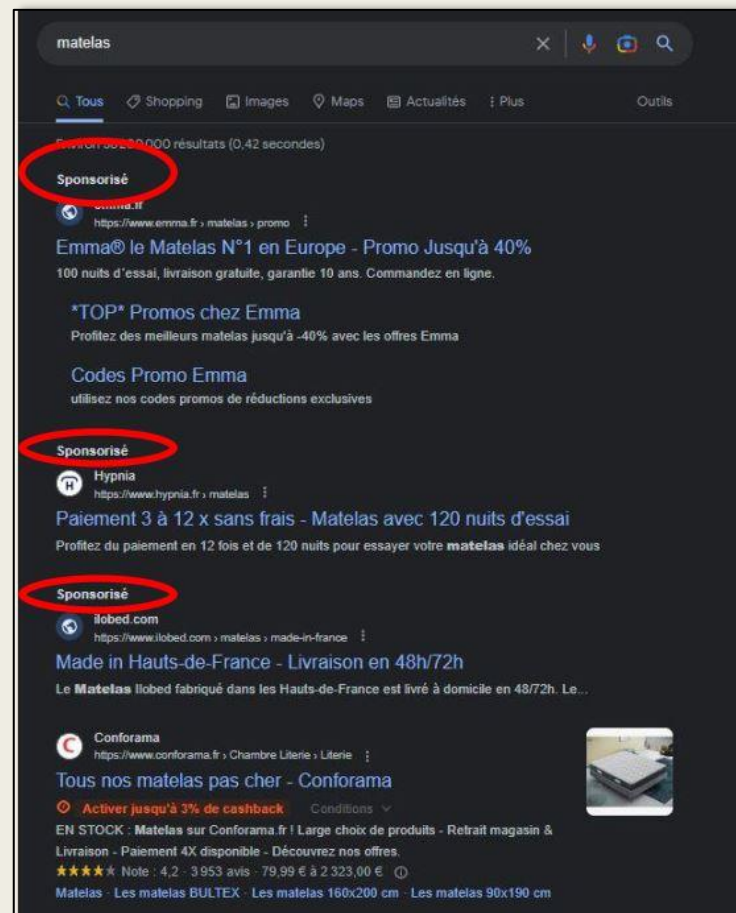 matelas
Tous Shopping Images Maps Actualités Plus Outils
000 résultats (0,42 secondes)
Sponsorisé
emma.fr
https://www.emma.fr › matelas › promo
Emma® le Matelas N°1 en Europe - Promo Jusqu'à 40%
100 nuits d'essai, livraison gratuite, garantie 10 ans. Commandez en ligne.
*TOP* Promos chez Emma
Profitez des meilleurs matelas jusqu'à -40% avec les offres Emma
Codes Promo Emma
utilisez nos codes promos de réductions exclusives
Sponsorisé
Hypnia
https://www.hypnia.fr › matelas
Paiement 3 à 12 x sans frais - Matelas avec 120 nuits d'essai
Profitez du paiement en 12 fois et de 120 nuits pour essayer votre matelas idéal chez vous
Sponsorisé
ilobed.com
https://www.ilobed.com › matelas › made-in-france
Made in Hauts-de-France - Livraison en 48h/72h
Le Matelas Ilobed fabriqué dans les Hauts-de-France est livré à domicile en 48/72h. Le...
Conforama
https://www.conforama.fr › Chambre Literie › Literie
Tous nos matelas pas cher - Conforama
Activer jusqu'à 3% de cashback Conditions
EN STOCK : Matelas sur Conforama.fr ! Large choix de produits - Retrait magasin &
Livraison - Paiement 4X disponible - Découvrez nos offres.
★★★★★ Note : 4,2 · 3 953 avis · 79,99 € à 2 323,00 €
Matelas · Les matelas BULTEX · Les matelas 160x200 cm · Les matelas 90x190 cm